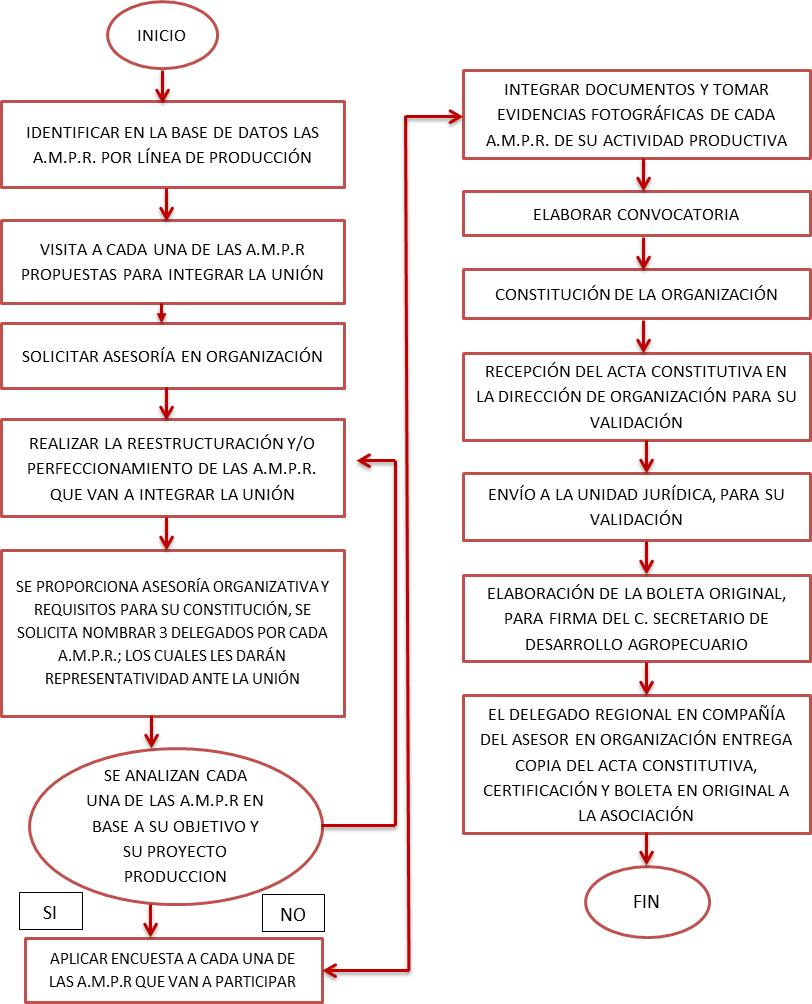 INICIO
IDENTIFICAR EN LA BASE DE DATOS LAS
A.M.P.R. POR LÍNEA DE PRODUCCIÓN
VISITA A CADA UNA DE LAS A.M.P.R
PROPUESTAS PARA INTEGRAR LA UNIÓN
SOLICITAR ASESORÍA EN ORGANIZACIÓN
REALIZAR LA REESTRUCTURACIÓN Y/O
PERFECCIONAMIENTO DE LAS A.M.P.R.
QUE VAN A INTEGRAR LA UNIÓN
SE PROPORCIONA ASESORÍA ORGANIZATIVA Y
REQUISITOS PARA SU CONSTITUCIÓN, SE
SOLICITA NOMBRAR 3 DELEGADOS POR CADA
A.M.P.R.; LOS CUALES LES DARÁN
REPRESENTATIVIDAD ANTE LA UNIÓN
SE ANALIZAN CADA
UNA DE LAS A.M.P.R EN
BASE A SU OBJETIVO Y
SU PROYECTO
PRODUCCION
SI
NO
APLICAR ENCUESTA A CADA UNA DE
LAS A.M.P.R QUE VAN A PARTICIPAR
INTEGRAR DOCUMENTOS Y TOMAR
EVIDENCIAS FOTOGRÁFICAS DE CADA
A.M.P.R. DE SU ACTIVIDAD PRODUCTIVA
ELABORAR CONVOCATORIA
CONSTITUCIÓN DE LA ORGANIZACIÓN
RECEPCIÓN DEL ACTA CONSTITUTIVA EN
LA DIRECCIÓN DE ORGANIZACIÓN PARA SU
VALIDACIÓN
ENVÍO A LA UNIDAD JURÍDICA, PARA SU
VALIDACIÓN
ELABORACIÓN DE LA BOLETA ORIGINAL,
PARA FIRMA DEL C. SECRETARIO DE
DESARROLLO AGROPECUARIO
EL DELEGADO REGIONAL EN COMPAÑÍA
DEL ASESOR EN ORGANIZACIÓN ENTREGA
COPIA DEL ACTA CONSTITUTIVA,
CERTIFICACIÓN Y BOLETA EN ORIGINAL A
LA ASOCIACIÓN
FIN